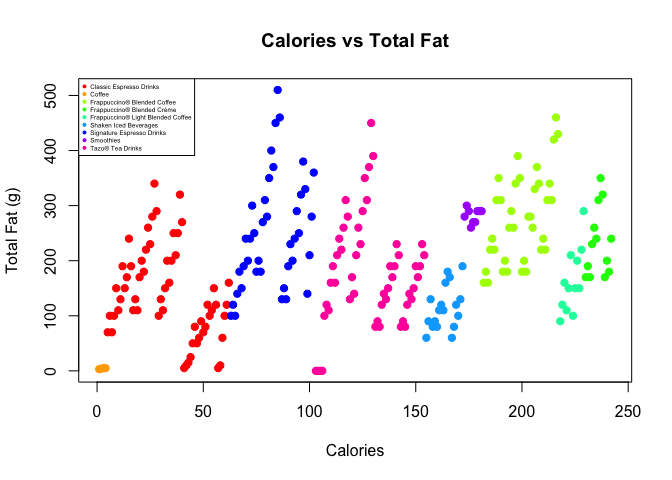 Calories vs Total Fat
Classic Espresso Drinks
Coffee
Frappuccino® Blended Coffee
Frappuccino® Blended Crème
Frappuccino® Light Blended Coffee
Shaken Iced Beverages
Signature Espresso Drinks
Smoothies
Tazo® Tea Drinks
Total Fat (g)
500
400
300
200
100
0
0 50 100 150 200 250
Calories